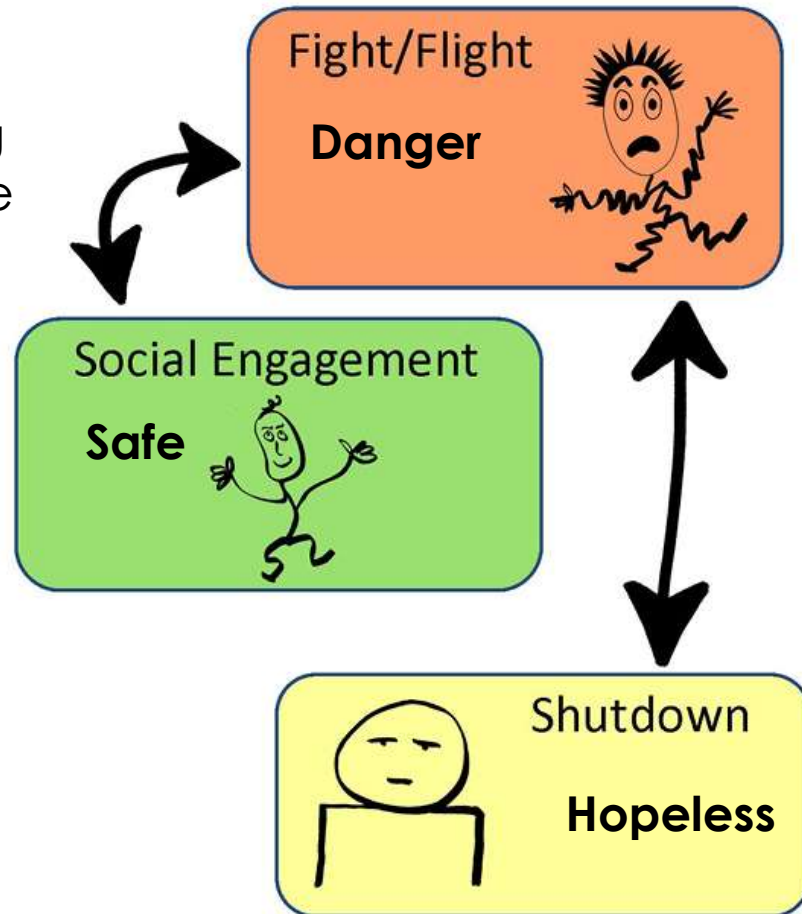 Fight/Flight
Danger
Social Engagement
Safe
Shutdown
Hopeless